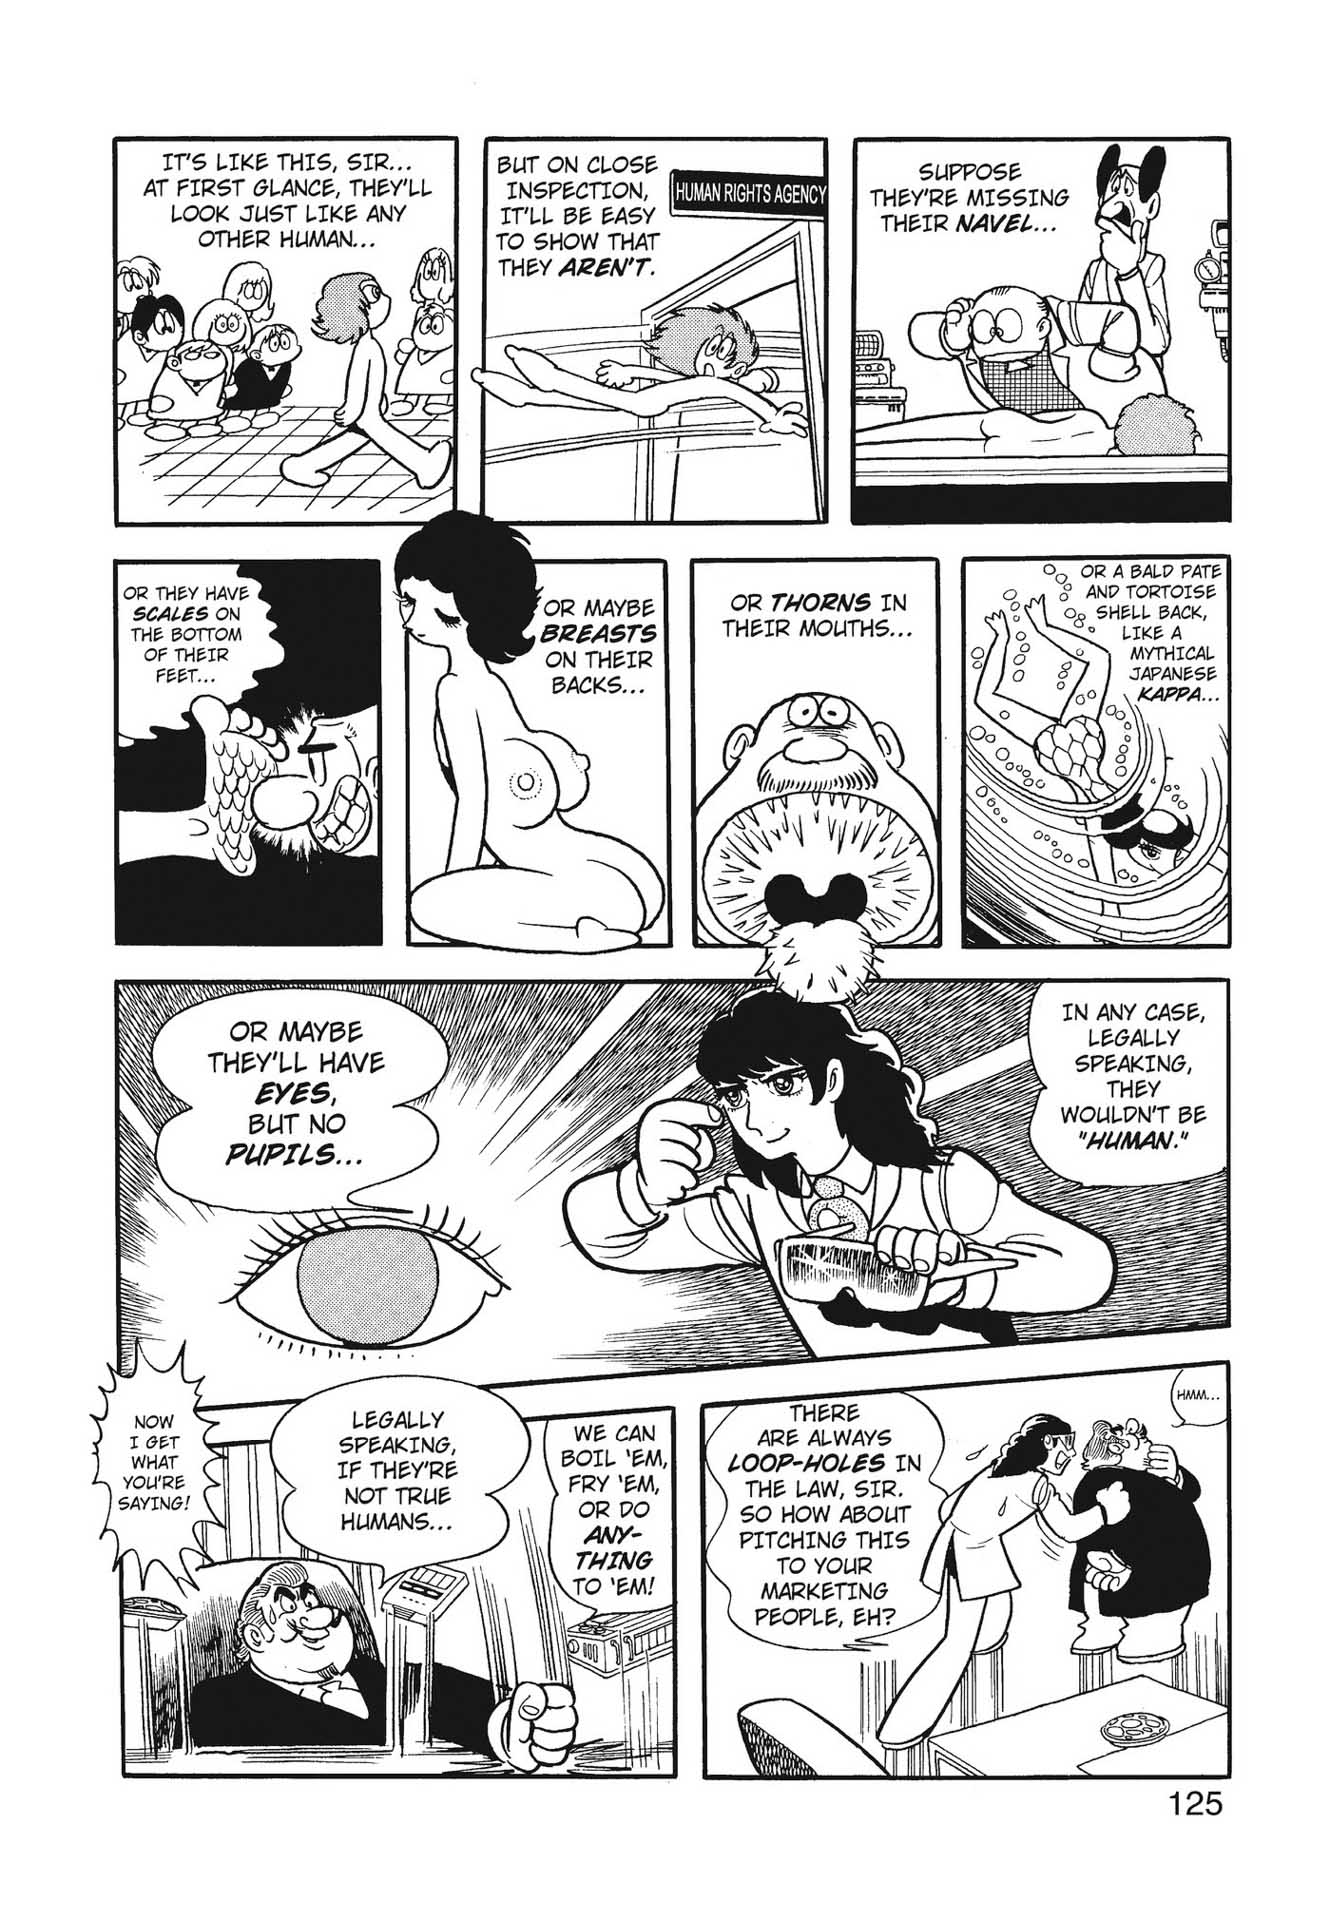 IT'S LIKE THIS, SIR...
AT FIRST GLANCE, THEY'LL
LOOK JUST LIKE ANY
OTHER HUMAN...
BUT ON CLOSE
INSPECTION,
IT'LL BE EASY
TO SHOW THAT
THEY AREN'T.
HUMAN RIGHTS AGENCY
SUPPOSE
THEY'RE MISSING
THEIR NAVEL...
OR THEY HAVE
SCALES ON
THE BOTTOM
OF THEIR
FEET...
OR MAYBE
BREASTS
ON THEIR
BACKS...
OR THORNS IN
THEIR MOUTHS...
OR A BALD PATE
AND TORTOISE
SHELL BACK,
LIKE A
MYTHICAL
JAPANESE
KAPPA...
OR MAYBE
THEY'LL HAVE
EYES,
BUT NO
PUPILS...
IN ANY CASE,
LEGALLY
SPEAKING,
THEY
WOULDN'T BE
"HUMAN."
NOW
I GET
WHAT
YOU'RE
SAYING!
LEGALLY
SPEAKING,
IF THEY'RE
NOT TRUE
HUMANS...
WE CAN
BOIL 'EM,
FRY 'EM,
OR DO
ANY-
THING
TO 'EM!
THERE
ARE ALWAYS
LOOP-HOLES IN
THE LAW, SIR.
SO HOW ABOUT
PITCHING THIS
TO YOUR
MARKETING
PEOPLE, EH?
HMM...
125